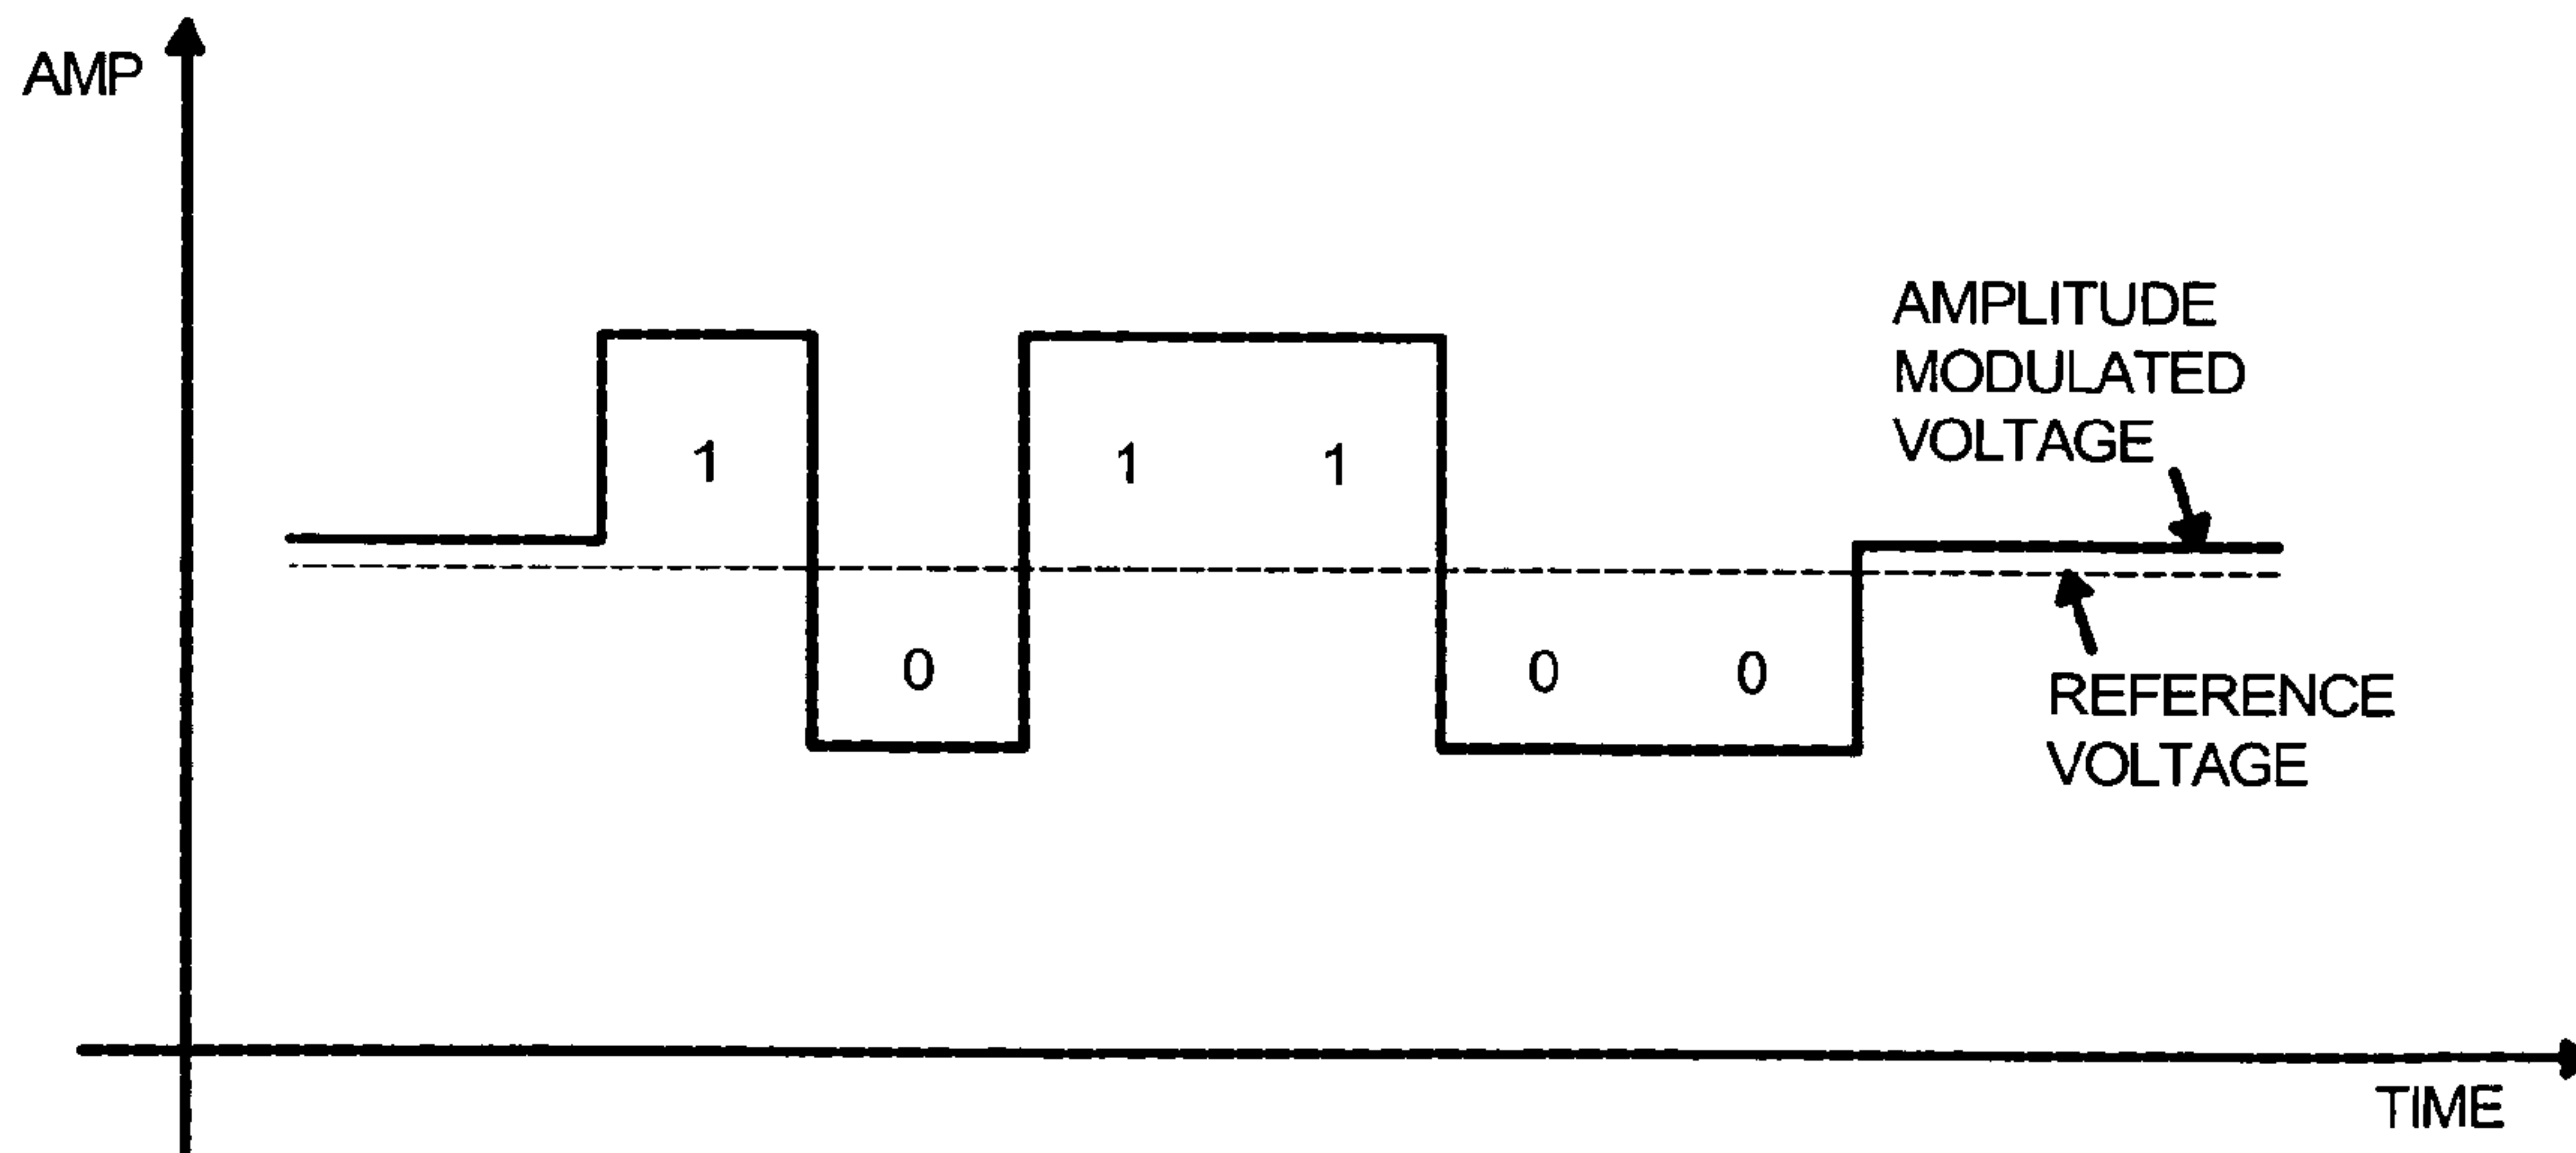 AMP
AMPLITUDE
MODULATED
VOLTAGE
1
1
1
0
0
0
REFERENCE
VOLTAGE
TIME